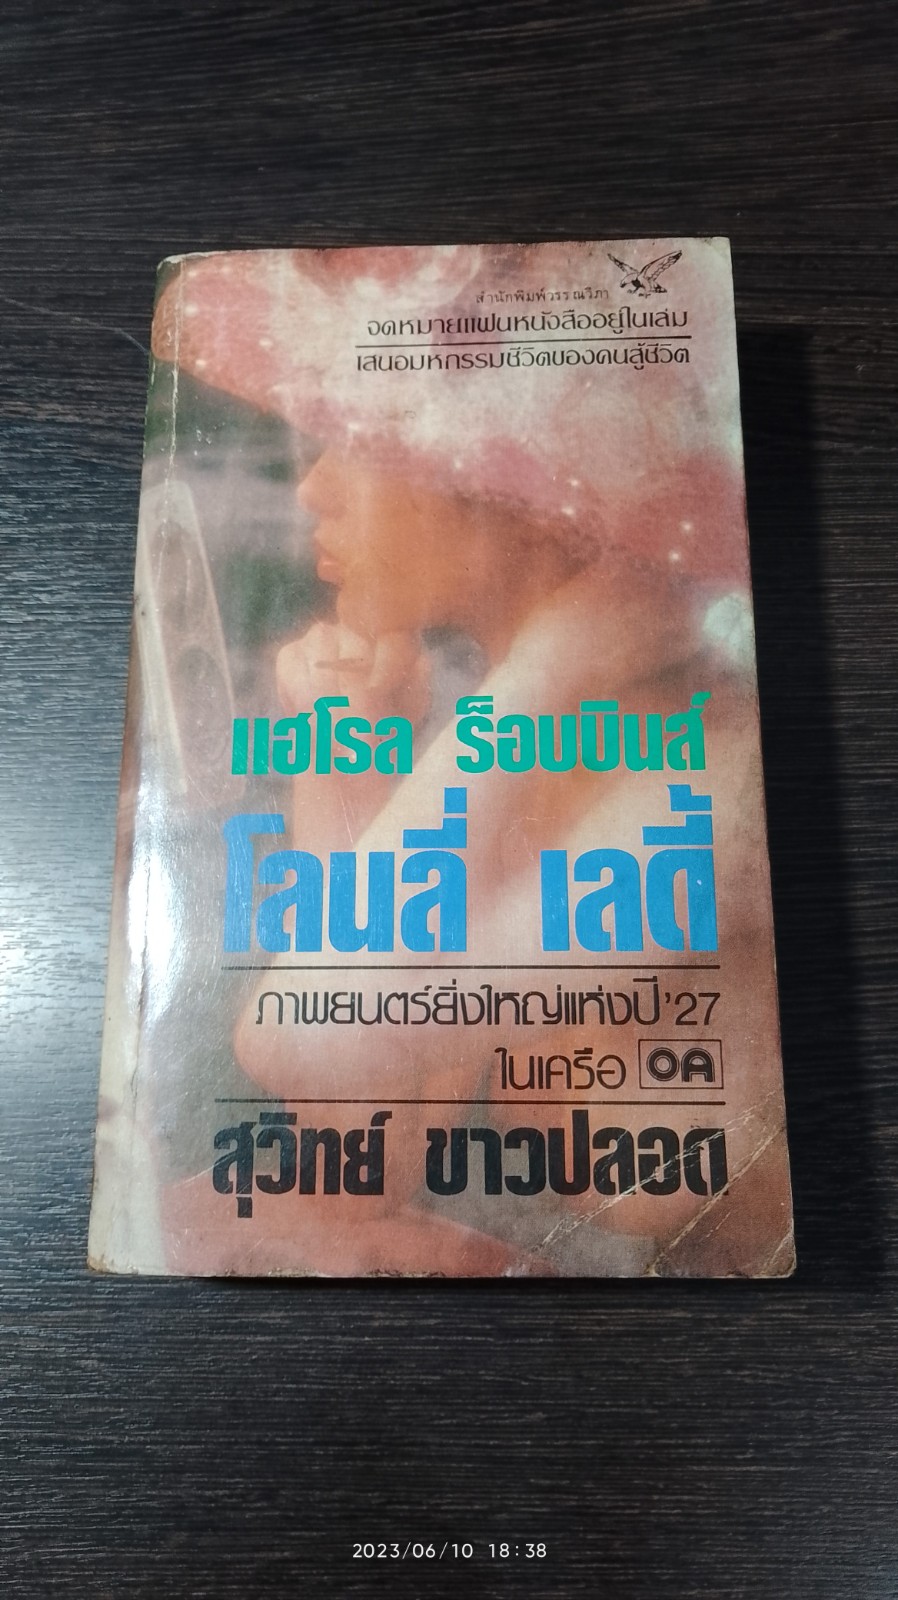 สำนักพิมพ์วรรณวิภา
จดหมายแฟนหนังสืออยู่ในเล่ม
เสนอมหกรรมชีวิตของคนสู้ชีวิต
แฮโรล ร็อบบินส์
โลนลี่ เลดี้
ภาพยนตร์ยิ่งใหญ่แห่งปี '27
ในเครือ OA
สุวิทย์ ขาวปลอด
2023/06/10 18:38